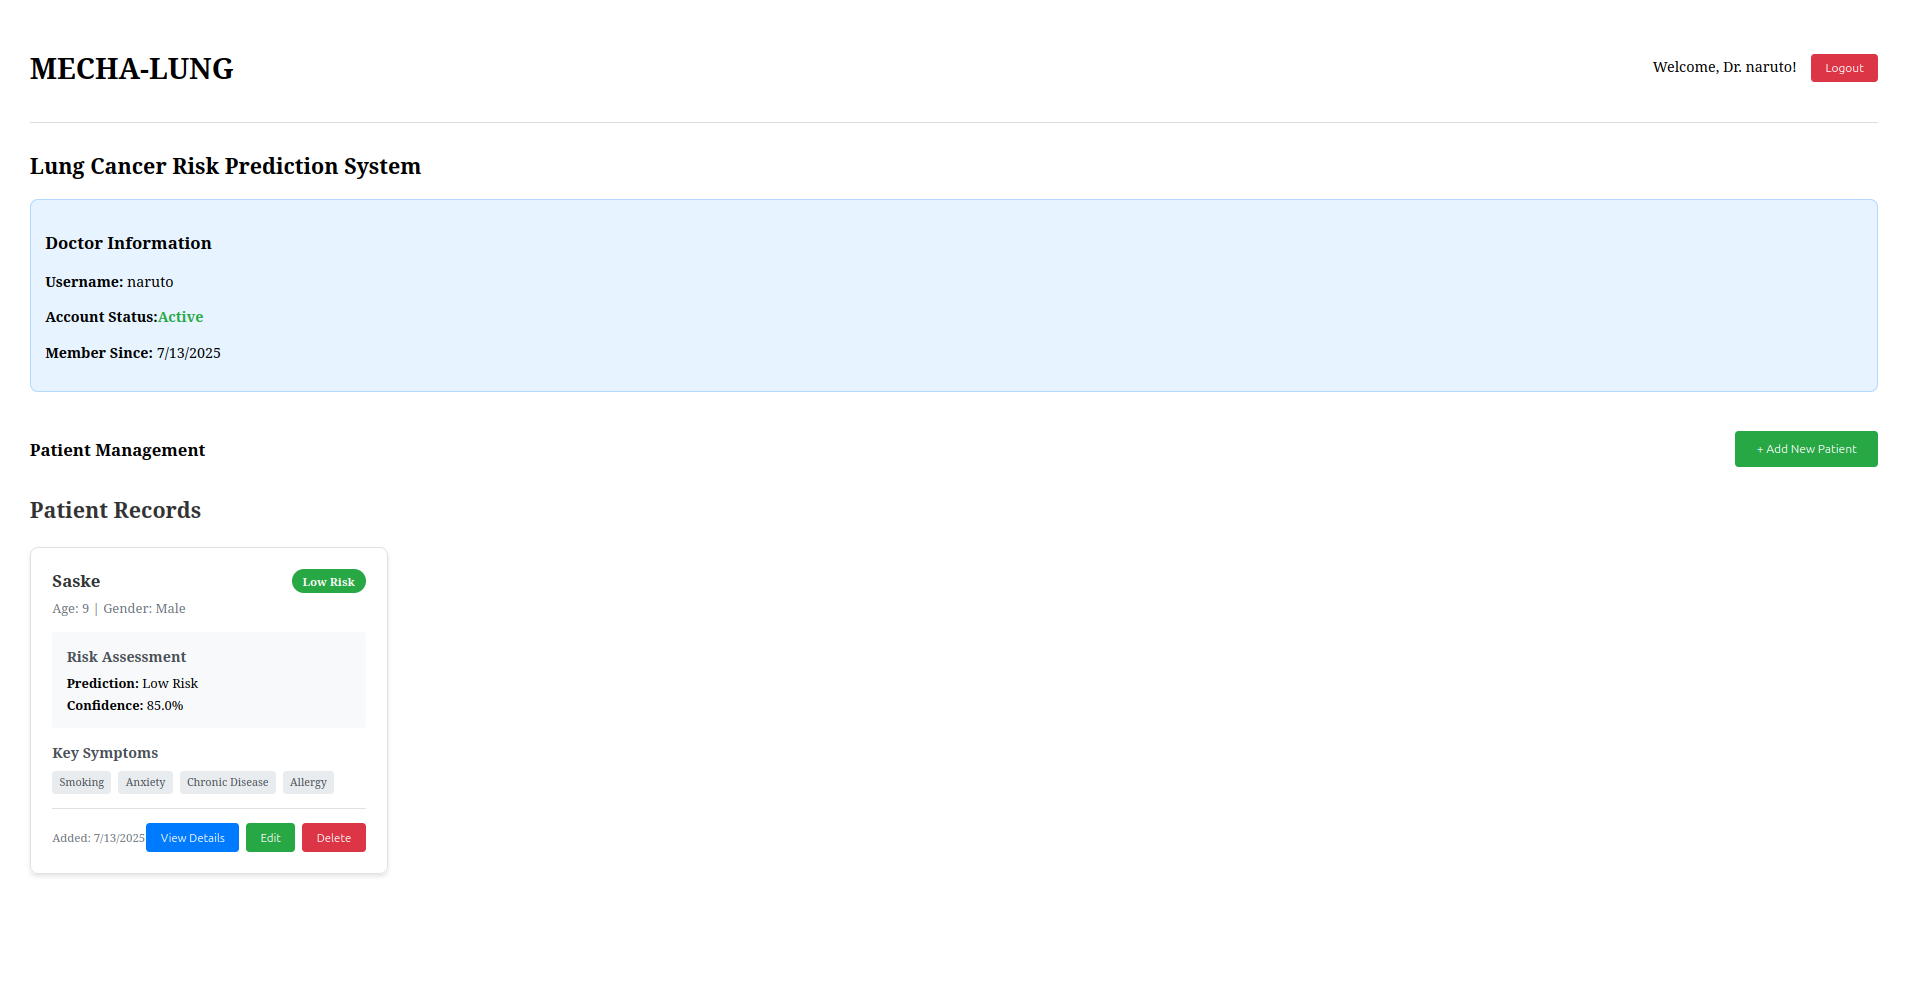 MECHA-LUNG
Welcome, Dr. naruto! Logout
Lung Cancer Risk Prediction System
Doctor Information
Username: naruto
Account Status:Active
Member Since: 7/13/2025
Patient Management
+ Add New Patient
Patient Records
Saske Low Risk
Age: 9 | Gender: Male
Risk Assessment
Prediction: Low Risk
Confidence: 85.0%
Key Symptoms
Smoking Anxiety Chronic Disease Allergy
Added: 7/13/2025 View Details Edit Delete